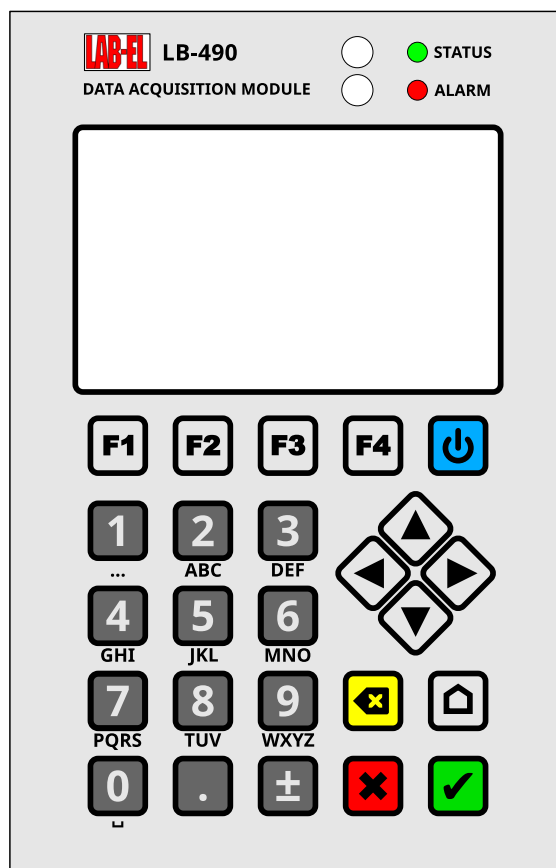 LAB-EL LB-490
STATUS
DATA ACQUISITION MODULE
ALARM
F1 F2 F3 F4
1 2 3
... ABC DEF
4 5 6
GHI JKL MNO
7 8 9
PQRS TUV WXYZ
0 . ±
␣